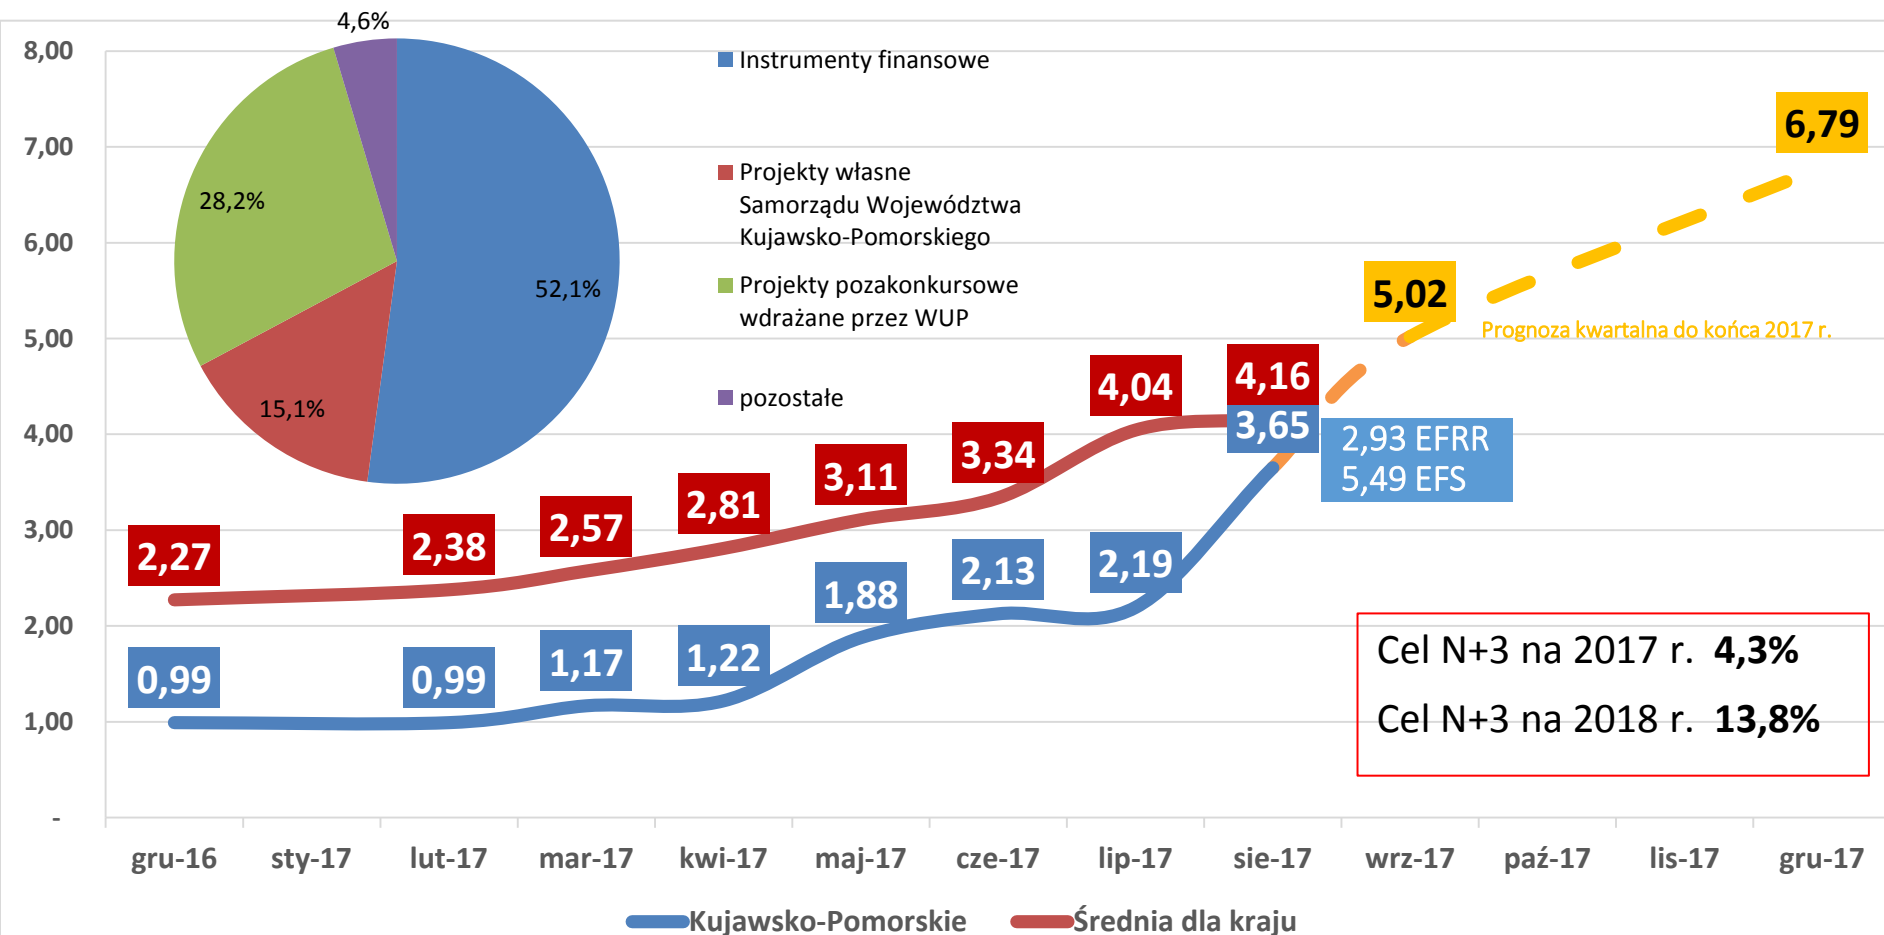 4,6%
28,2%
52,1%
15,1%
Instrumenty finansowe
Projekty własne
Samorządu Województwa
Kujawsko-Pomorskiego
Projekty pozakonkursowe
wdrażane przez WUP
pozostałe
8,00
7,00
6,00
5,00
4,00
3,00
2,00
1,00
-
2,27
2,38
2,57
2,81
3,11
3,34
4,04
4,16
0,99
0,99
1,17
1,22
1,88
2,13
2,19
3,65
5,02
6,79
Prognoza kwartalna do końca 2017 r.
2,93 EFRR
5,49 EFS
Cel N+3 na 2017 r. 4,3%
Cel N+3 na 2018 r. 13,8%
gru-16 sty-17 lut-17 mar-17 kwi-17 maj-17 cze-17 lip-17 sie-17 wrz-17 paź-17 lis-17 gru-17
Kujawsko-Pomorskie Średnia dla kraju